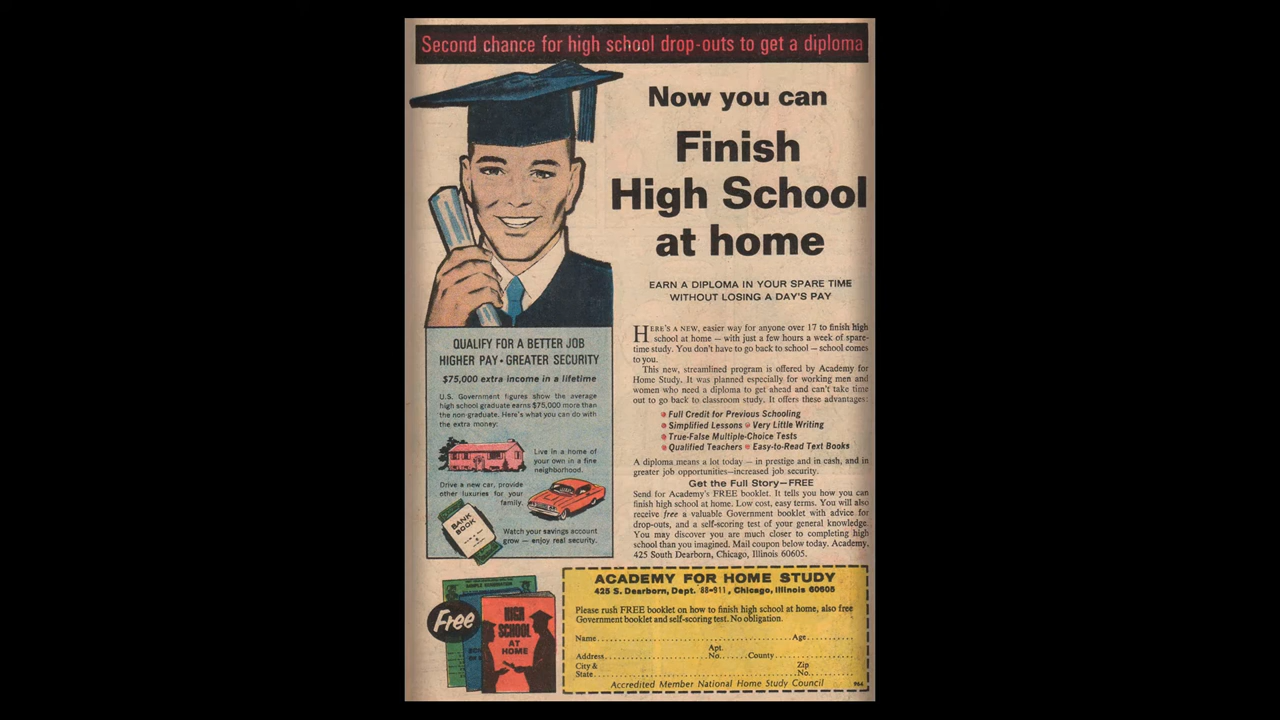 Second chance for high school drop-outs to get a diploma
Now you can
Finish
High School
at home
EARN A DIPLOMA IN YOUR SPARE TIME
WITHOUT LOSING A DAY'S PAY
HERE'S A NEW, easier way for anyone over 17 to finish high
school at home — with just a few hours a week of spare-
time study. You don't have to go back to school — school comes
to you.
This new, streamlined program is offered by Academy for
Home Study. It was planned especially for working men and
women who need a diploma to get ahead and can't take time
out to go back to classroom study. It offers these advantages:
Full Credit for Previous Schooling
Simplified Lessons • Very Little Writing
True-False Multiple-Choice Tests
Qualified Teachers • Easy-to-Read Text Books
A diploma means a lot today — in prestige and in cash, and in
greater job opportunities—increased job security.
Get the Full Story—FREE
Send for Academy's FREE booklet. It tells you how you can
finish high school at home. Low cost, easy terms. You will also
receive free a valuable Government booklet with advice for
drop-outs, and a self-scoring test of your general knowledge.
You may discover you are much closer to completing high
school than you imagined. Mail coupon below today. Academy,
425 South Dearborn, Chicago, Illinois 60605.
QUALIFY FOR A BETTER JOB
HIGHER PAY • GREATER SECURITY
$75,000 extra income in a lifetime
U.S. Government figures show the average
high school graduate earns $75,000 more than
the non-graduate. Here's what you can do with
the extra money:
Live in a home of
your own in a fine
neighborhood.
Drive a new car, provide
other luxuries for your
family.
BANK
BOOK
Watch your savings account
grow — enjoy real security.
Free
HIGH
SCHOOL
AT
HOME
ACADEMY FOR HOME STUDY
425 S. Dearborn, Dept. 88-911, Chicago, Illinois 60605
Please rush FREE booklet on how to finish high school at home, also free
Government booklet and self-scoring test. No obligation.
Name Age
Apt.
Address No. County
City & Zip
State No.
Accredited Member National Home Study Council